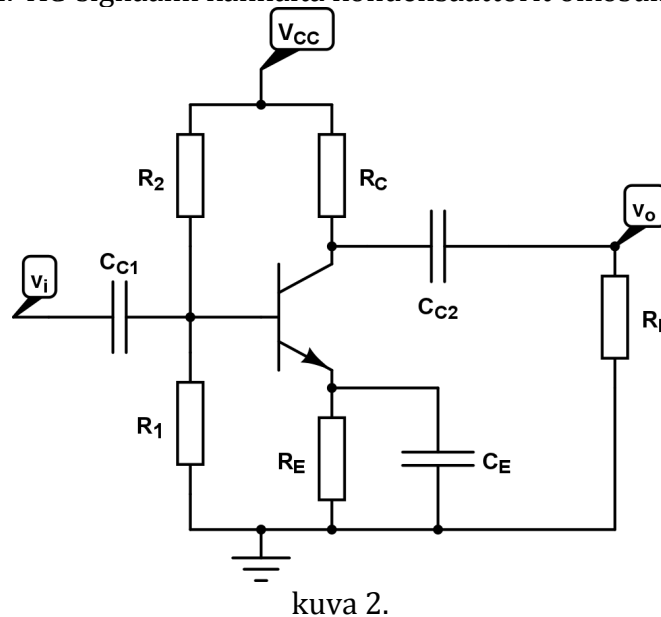 V_CC
R_2
R_C
v_o
C_C1
v_i
C_C2
R_1
R_E
C_E
kuva 2.